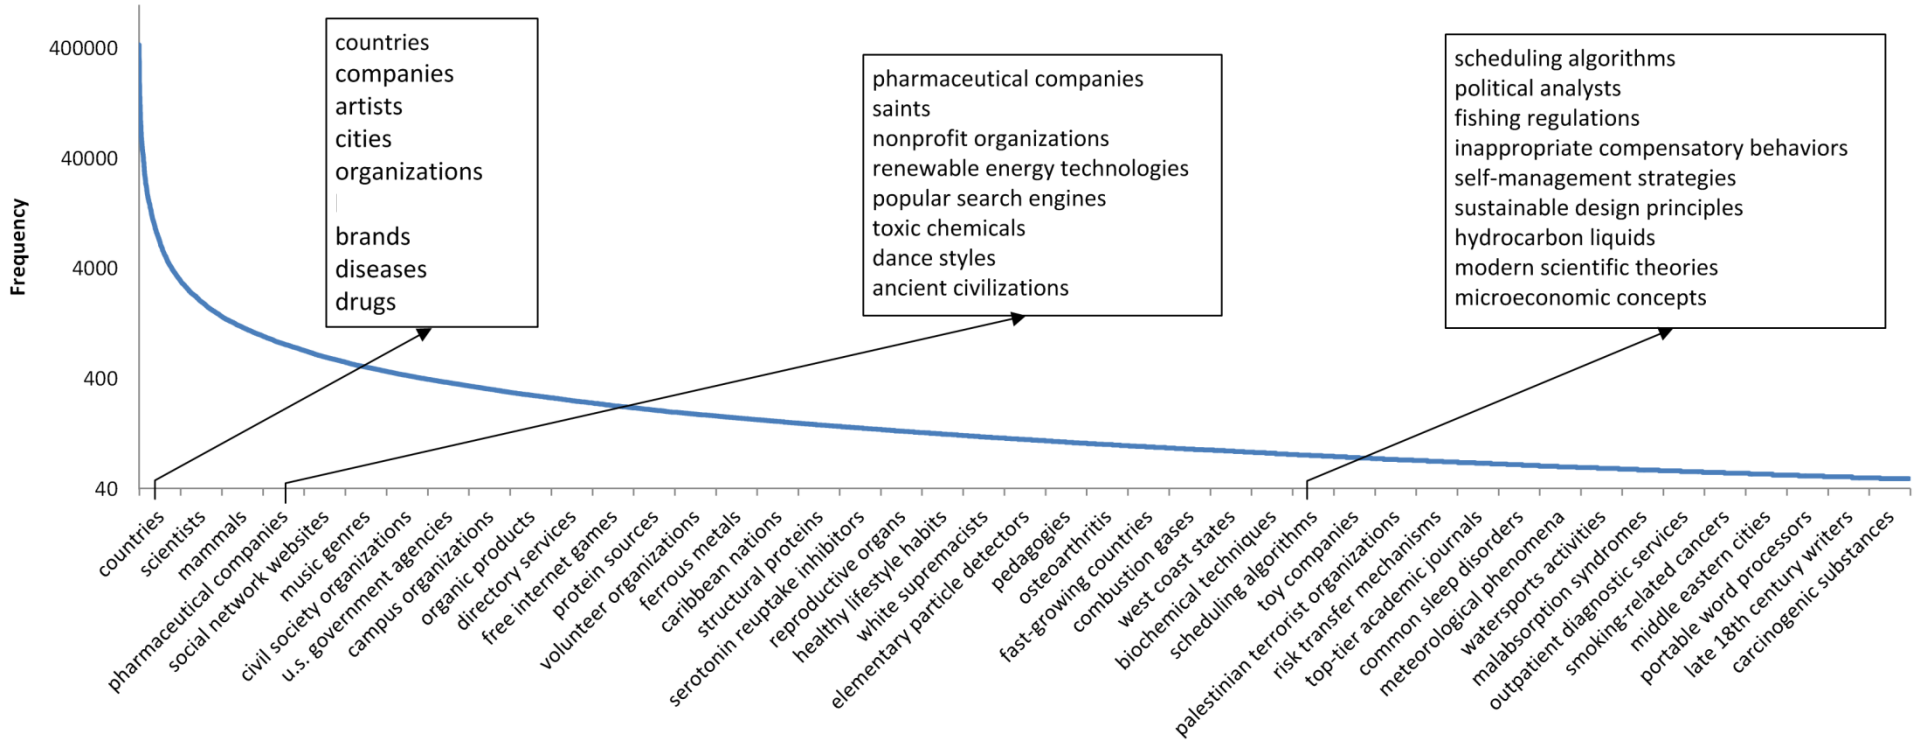 countries
companies
artists
cities
organizations
brands
diseases
drugs
pharmaceutical companies
saints
nonprofit organizations
renewable energy technologies
popular search engines
toxic chemicals
dance styles
ancient civilizations
scheduling algorithms
political analysts
fishing regulations
inappropriate compensatory behaviors
self-management strategies
sustainable design principles
hydrocarbon liquids
modern scientific theories
microeconomic concepts
Frequency
400000
40000
4000
400
40
countries
scientists
mammals
pharmaceutical companies
social network websites
music genres
civil society organizations
u.s. government agencies
campus organizations
organic products
directory services
free internet games
protein sources
volunteer organizations
ferrous metals
caribbean nations
structural proteins
serotonin reuptake inhibitors
reproductive organs
healthy lifestyle habits
white supremacists
elementary particle detectors
pedagogies
osteoarthritis
fast-growing countries
combustion gases
west coast states
biochemical techniques
scheduling algorithms
toy companies
palestinian terrorist organizations
risk transfer mechanisms
top-tier academic journals
common sleep disorders
meteorological phenomena
watersports activities
malabsorption syndromes
outpatient diagnostic services
smoking-related cancers
middle eastern cities
portable word processors
late 18th century writers
carcinogenic substances